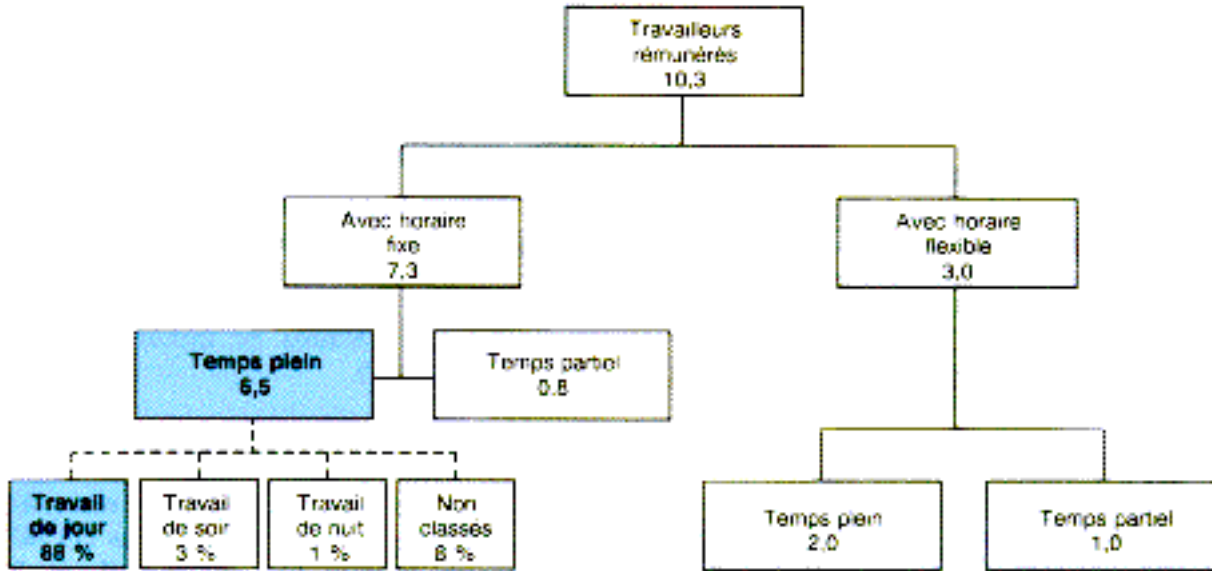 Travailleurs
rémunérés
10,3
Avec horaire
fixe
7,3
Avec horaire
flexible
3,0
Temps plein
6,5
Temps partiel
0,8
Travail
de jour
88 %
Travail
de soir
3 %
Travail
de nuit
1 %
Non
classés
8 %
Temps plein
2,0
Temps partiel
1,0